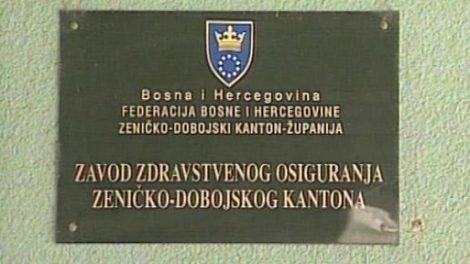 Bosna i Hercegovina
FEDERACIJA BOSNE I HERCEGOVINE
ZENIČKO-DOBOJSKI KANTON-ŽUPANIJA
ZAVOD ZDRAVSTVENOG OSIGURANJA
ZENIČKO-DOBOJSKOG KANTONA